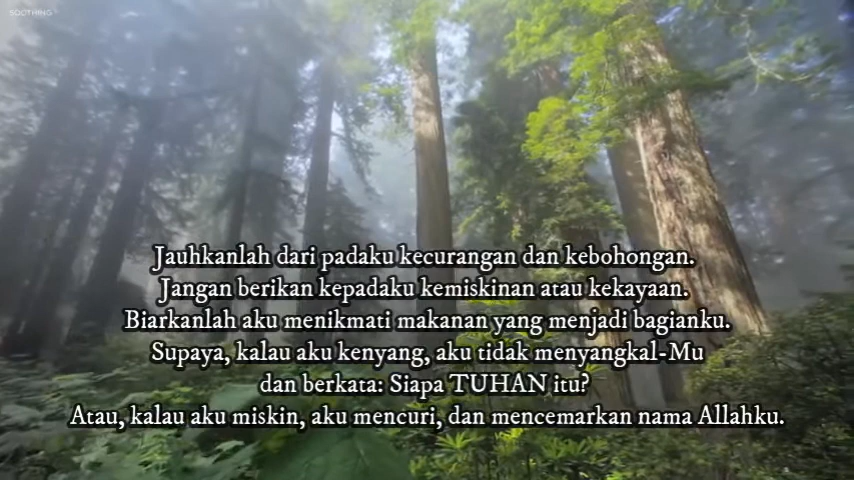 SOOTHING
Jauhkanlah dari padaku kecurangan dan kebohongan.
Jangan berikan kepadaku kemiskinan atau kekayaan.
Biarkanlah aku menikmati makanan yang menjadi bagianku.
Supaya, kalau aku kenyang, aku tidak menyangkal-Mu
dan berkata: Siapa TUHAN itu?
Atau, kalau aku miskin, aku mencuri, dan mencemarkan nama Allahku.